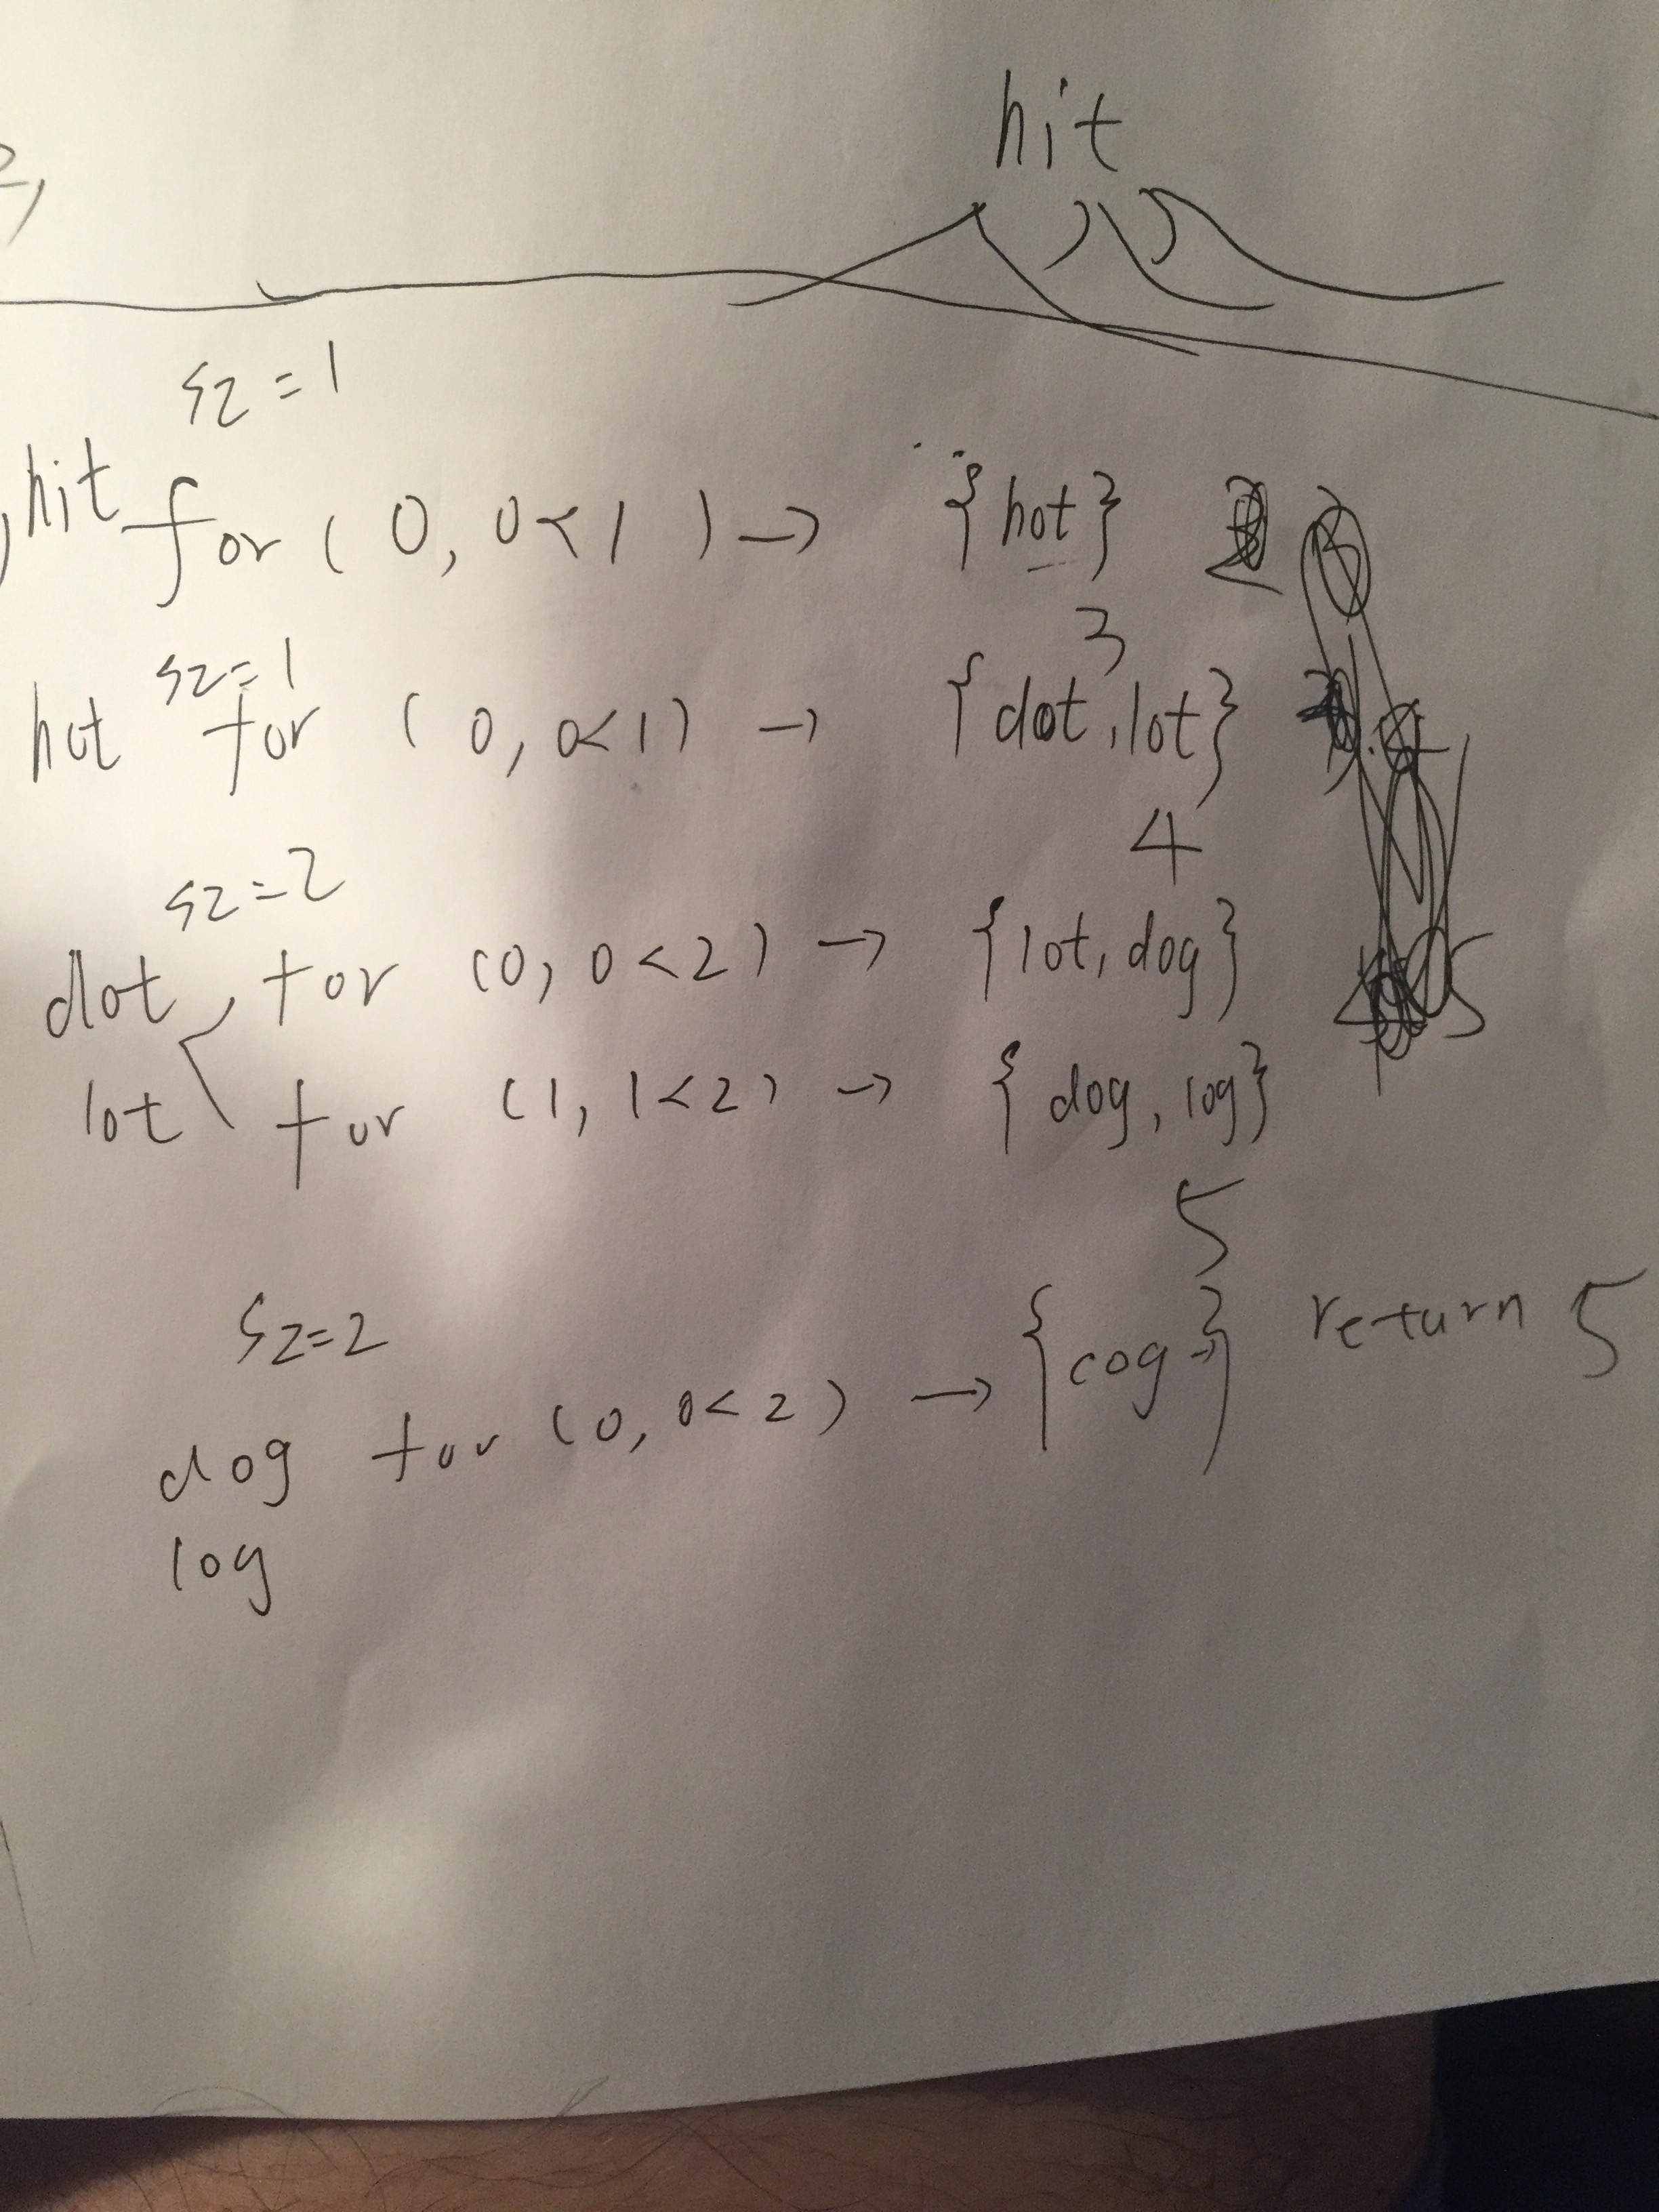 hit
2,
sz=1
,hit for ( 0, 0<1 ) → {hot} 2
sz=1 3
hot for ( 0, 0<1) → {dot, lot}
sz=2 4
dot, for (0, 0<2) → {lot, dog}
lot for (1, 1<2) → {dog, log}
5
sz=2 {cog} return 5
dog for (0, 0<2) →
log